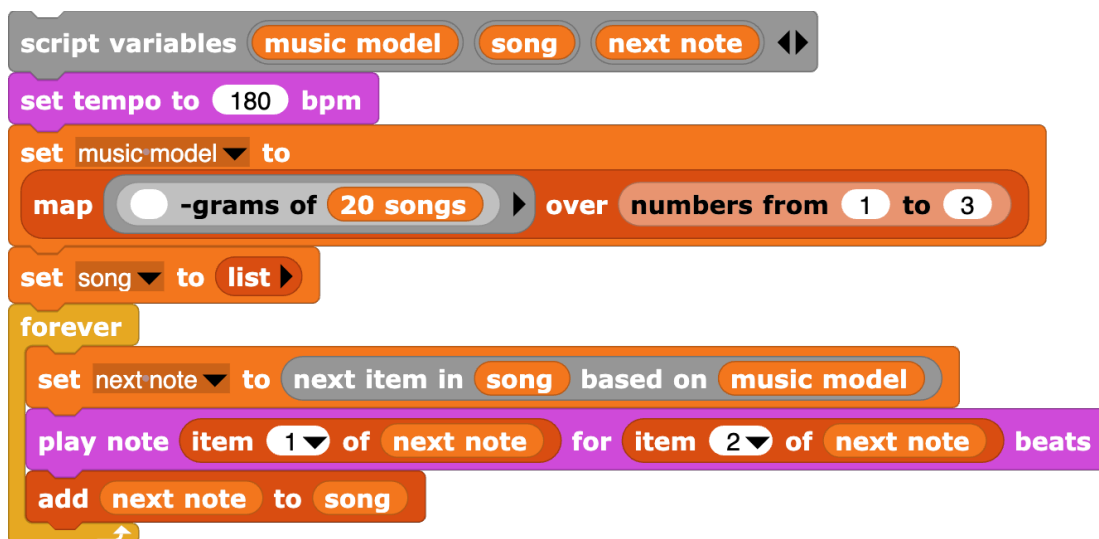 script variables music model song next note
set tempo to 180 bpm
set music model to
map -grams of 20 songs over numbers from 1 to 3
set song to list
forever
set next note to next item in song based on music model
play note item 1 of next note for item 2 of next note beats
add next note to song